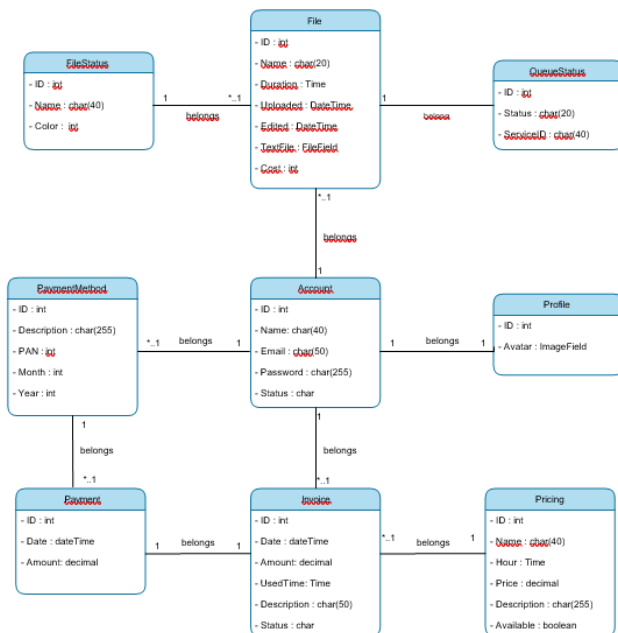 File
- ID : int
- Name : char(20)
- Duration : Time
- Uploaded : DateTime
- Edited : DateTime
- TextFile : FileField
- Cost : int
FileStatus
- ID : int
- Name : char(40)
- Color : int
QueueStatus
- ID : int
- Status : char(20)
- ServiceID : char(40)
1
*..1
belongs
1
belong
*..1
belongs
1
PaymentMethod
- ID : int
- Description : char(255)
- PAN : int
- Month : int
- Year : int
Account
- ID : int
- Name: char(40)
- Email : char(50)
- Password : char(255)
- Status : char
Profile
- ID : int
- Avatar : ImageField
*..1
belongs
1
1
belongs
1
1
belongs
*..1
1
belongs
*..1
Payment
- ID : int
- Date : dateTime
- Amount: decimal
Invoice
- ID : int
- Date : dateTime
- Amount: decimal
- UsedTime: Time
- Description : char(50)
- Status : char
Pricing
- ID : int
- Name : char(40)
- Hour : Time
- Price : decimal
- Description : char(255)
- Available : boolean
1
belongs
1
*..1
belongs
1